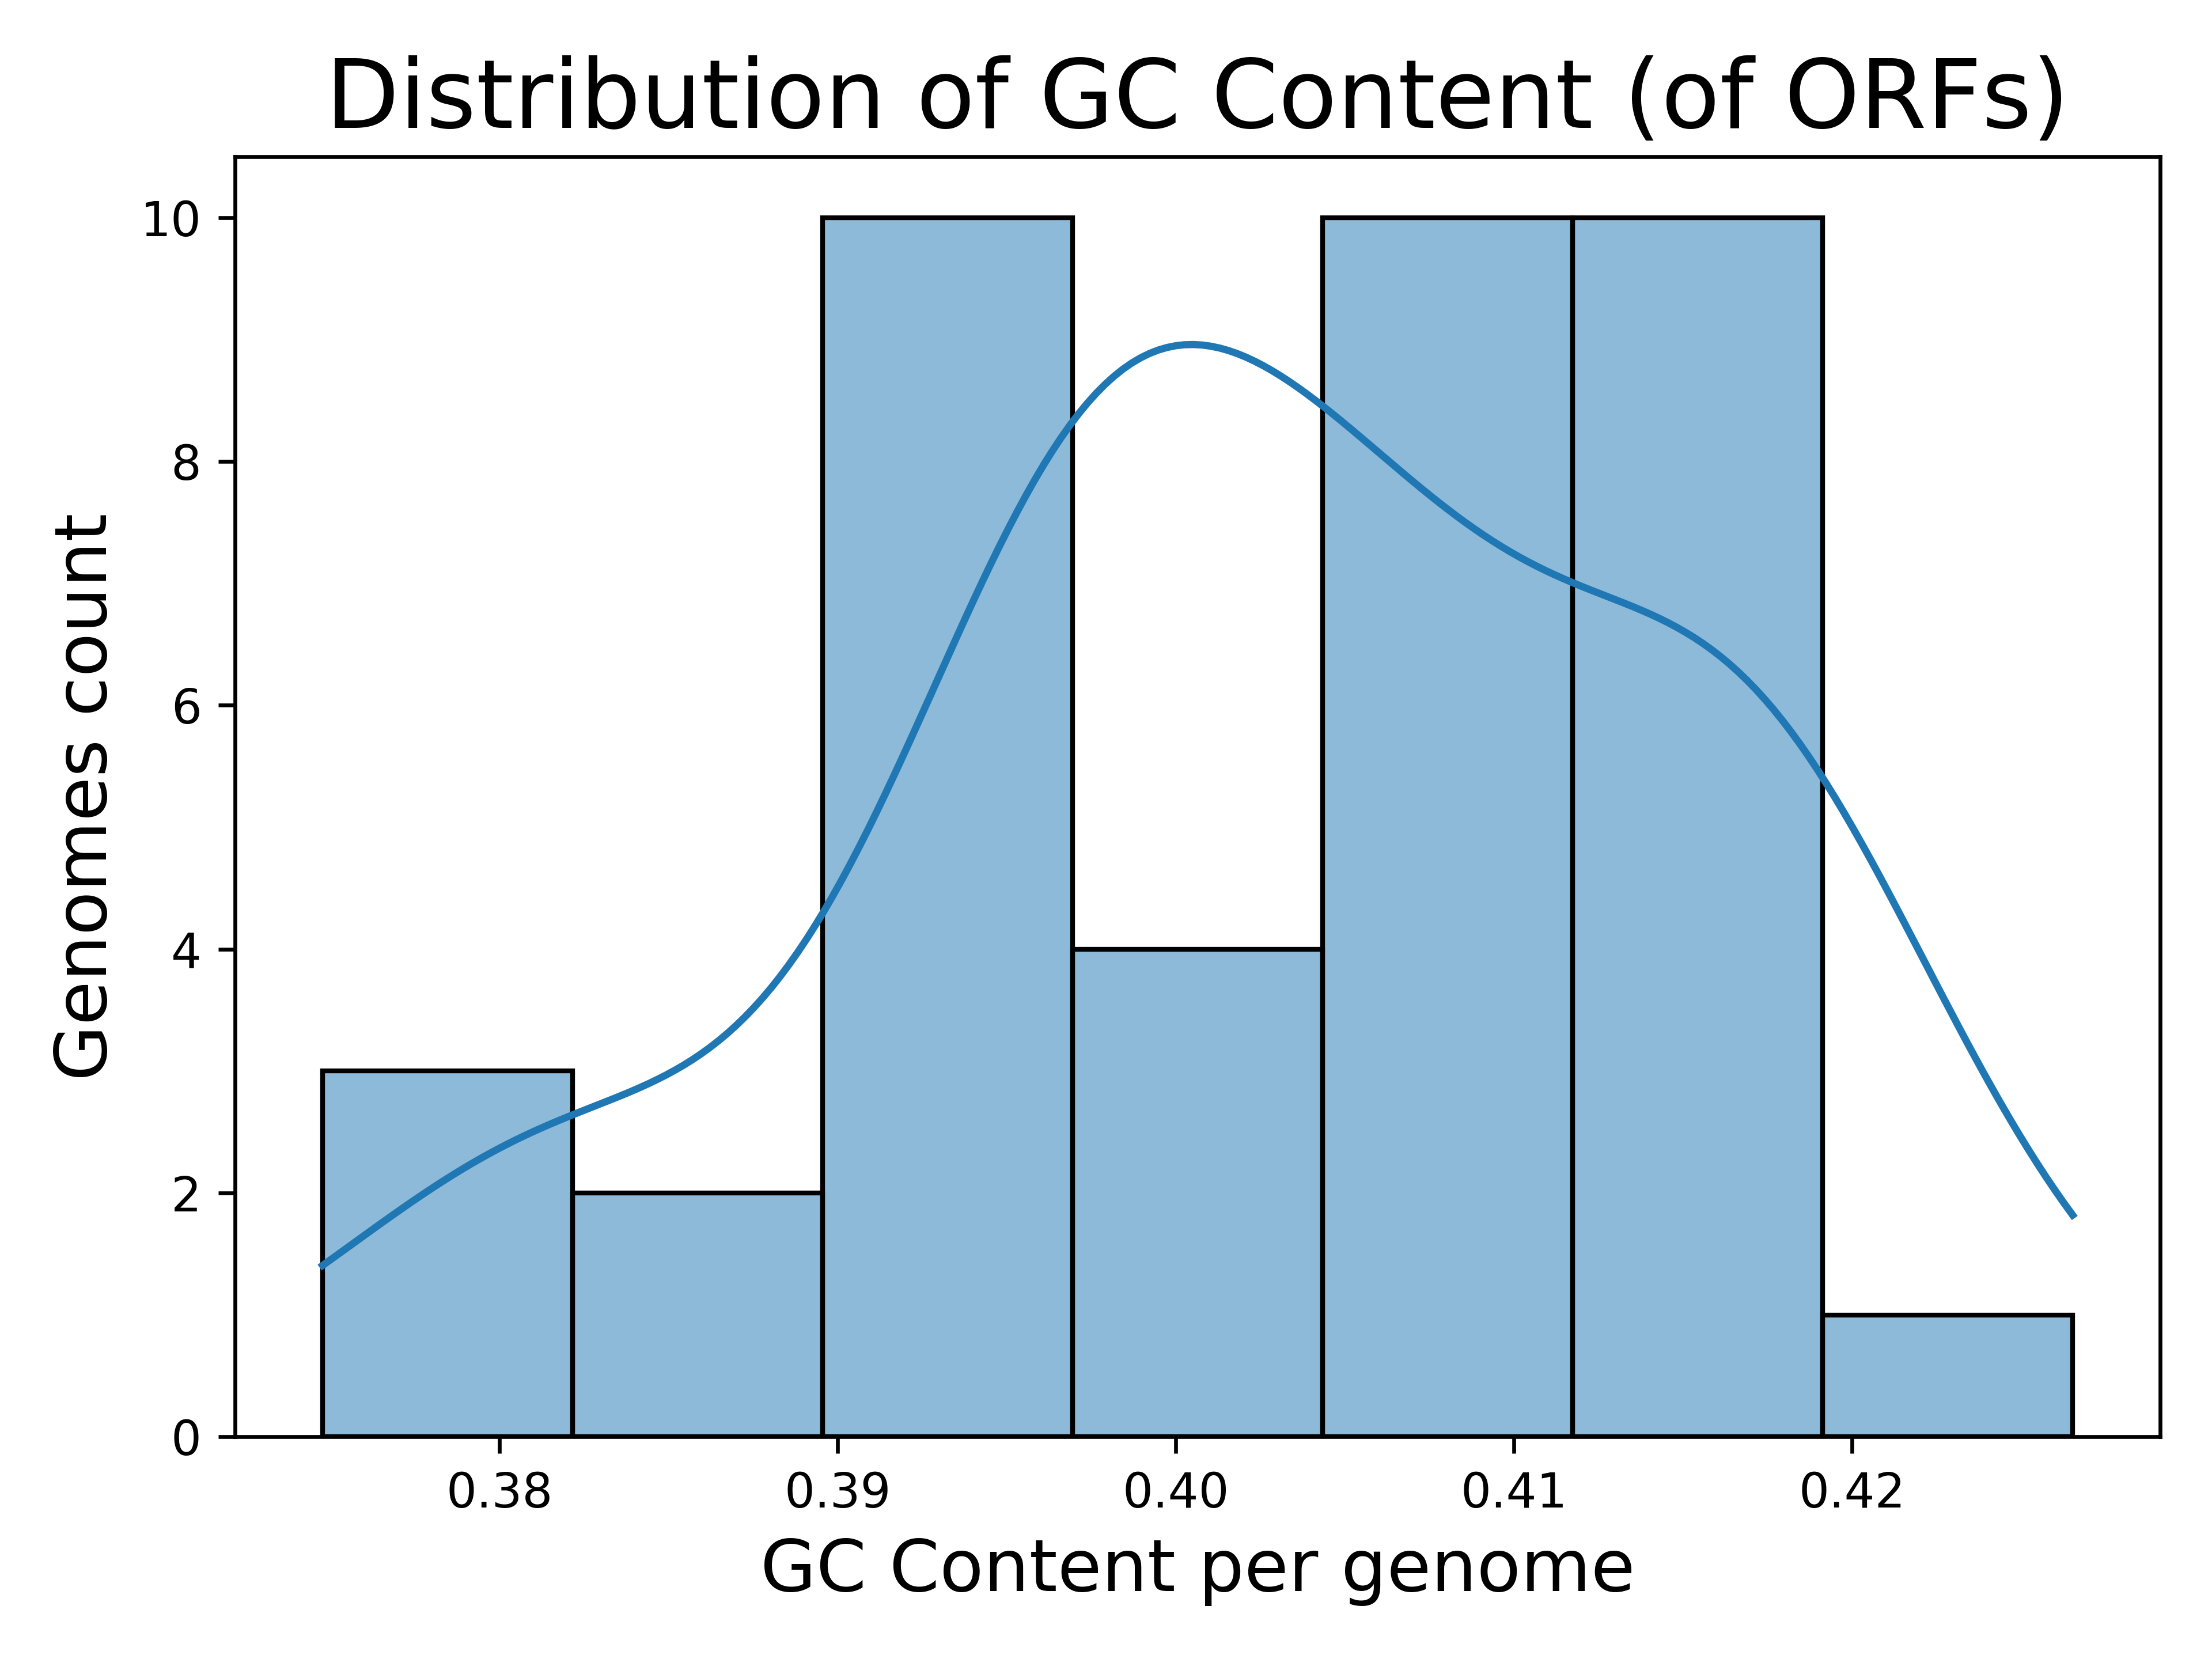 Distribution of GC Content (of ORFs)
10
8
6
4
2
0
Genomes count
0.38 0.39 0.40 0.41 0.42
GC Content per genome